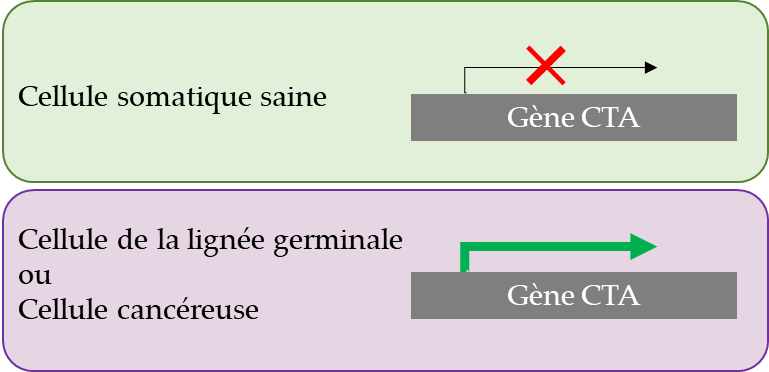 Cellule somatique saine
Gène CTA
Cellule de la lignée germinale
ou
Cellule cancéreuse
Gène CTA